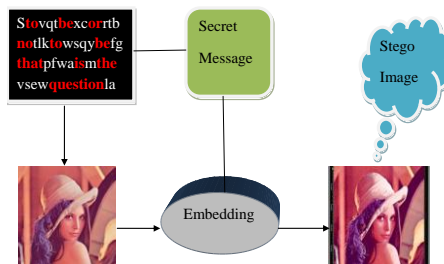 Stovqtbexcorrtb
notlktowsqybefg
thatpfwaismthe
vsewquestionla
Secret
Message
Stego
Image
Embedding